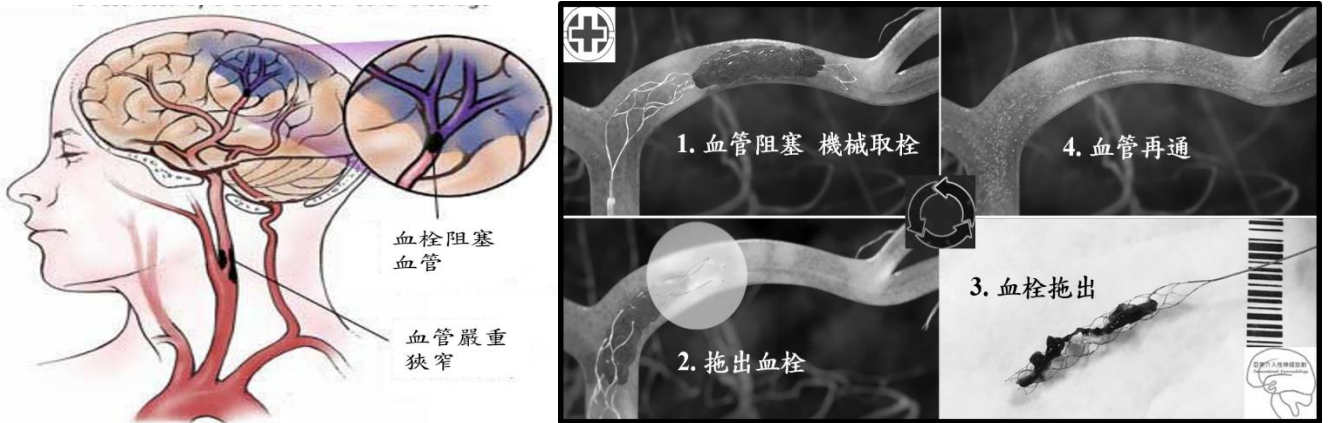 血栓阻塞
血管
血管嚴重
狹窄
1. 血管阻塞 機械取栓
4. 血管再通
2. 拖出血栓
3. 血栓拖出